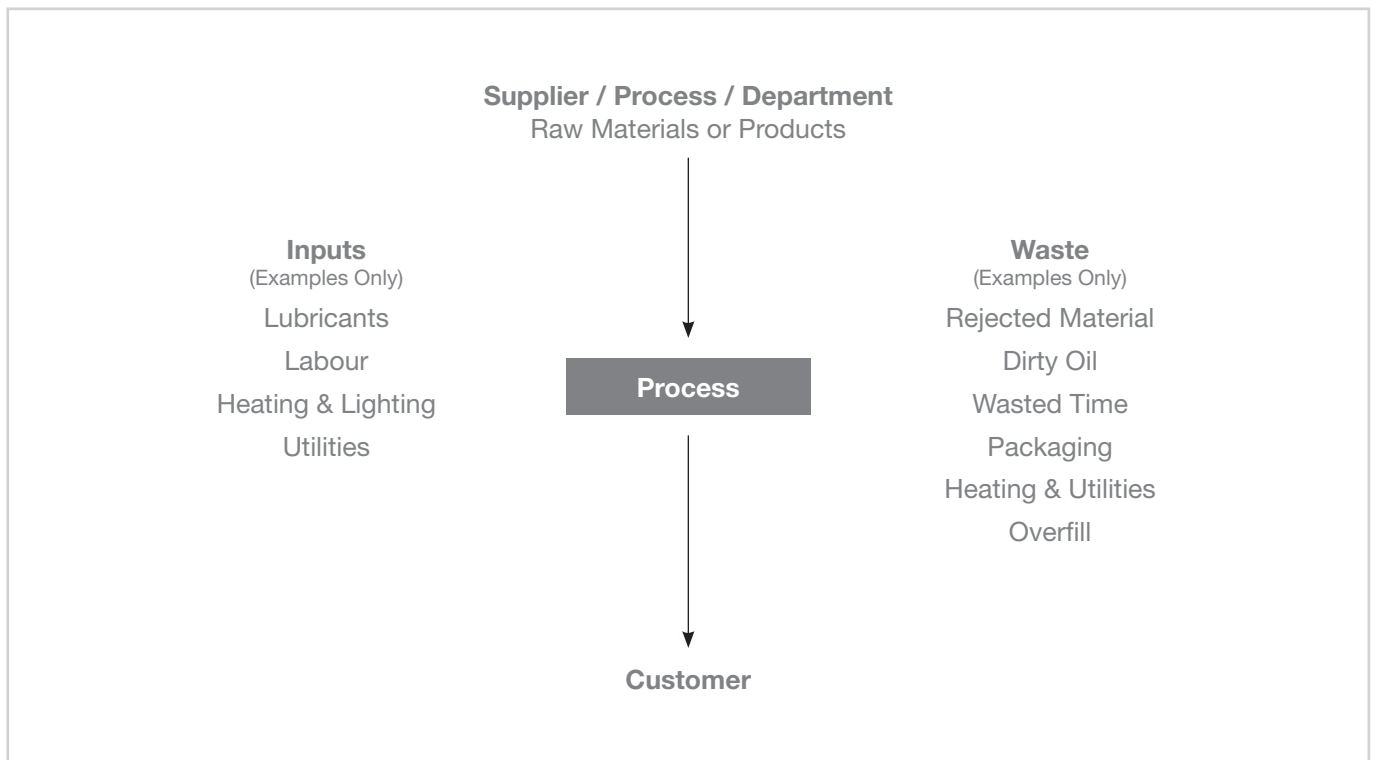 Supplier / Process / Department
Raw Materials or Products
Inputs
(Examples Only)
Lubricants
Labour
Heating & Lighting
Utilities
Process
Waste
(Examples Only)
Rejected Material
Dirty Oil
Wasted Time
Packaging
Heating & Utilities
Overfill
Customer